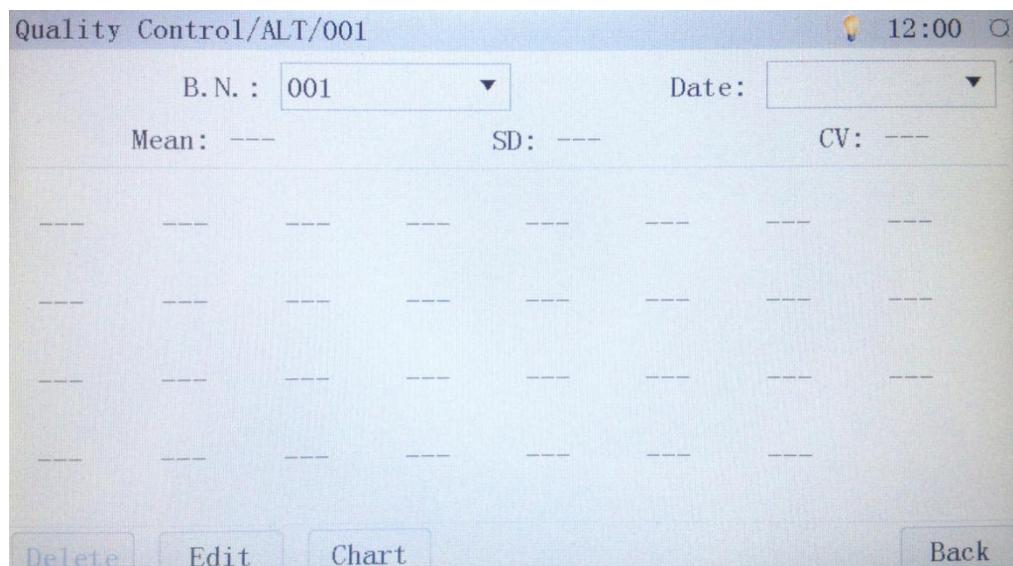 Quality Control/ALT/001 12:00
B.N.: 001 Date:
Mean: --- SD: --- CV: ---
--- --- --- --- --- --- --- ---
--- --- --- --- --- --- --- ---
--- --- --- --- --- --- --- ---
--- --- --- --- --- --- ---
Delete Edit Chart Back